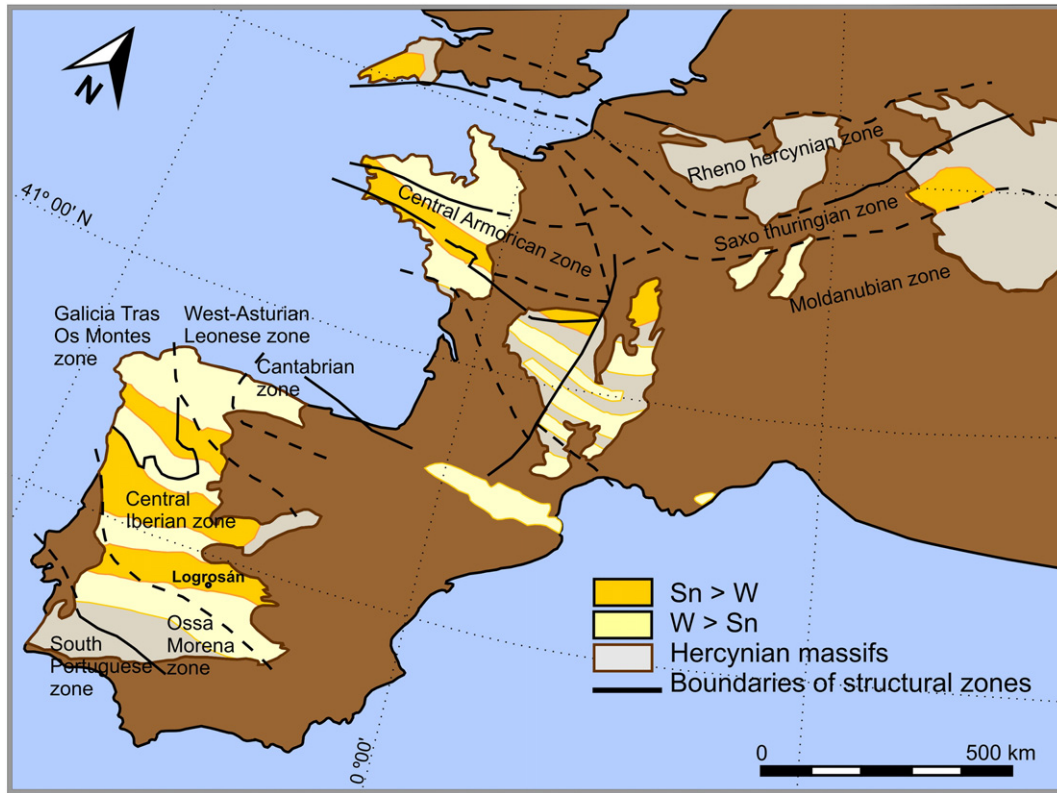 N
41º 00' N
Rheno hercynian zone
Central Armorican zone
Saxo thuringian zone
Moldanubian zone
Galicia Tras
Os Montes
zone
West-Asturian
Leonese zone
Cantabrian
zone
Central
Iberian zone
Logrosán
Ossa
Morena
zone
South
Portuguese
zone
Sn > W
W > Sn
Hercynian massifs
Boundaries of structural zones
0 º00'
0
500 km